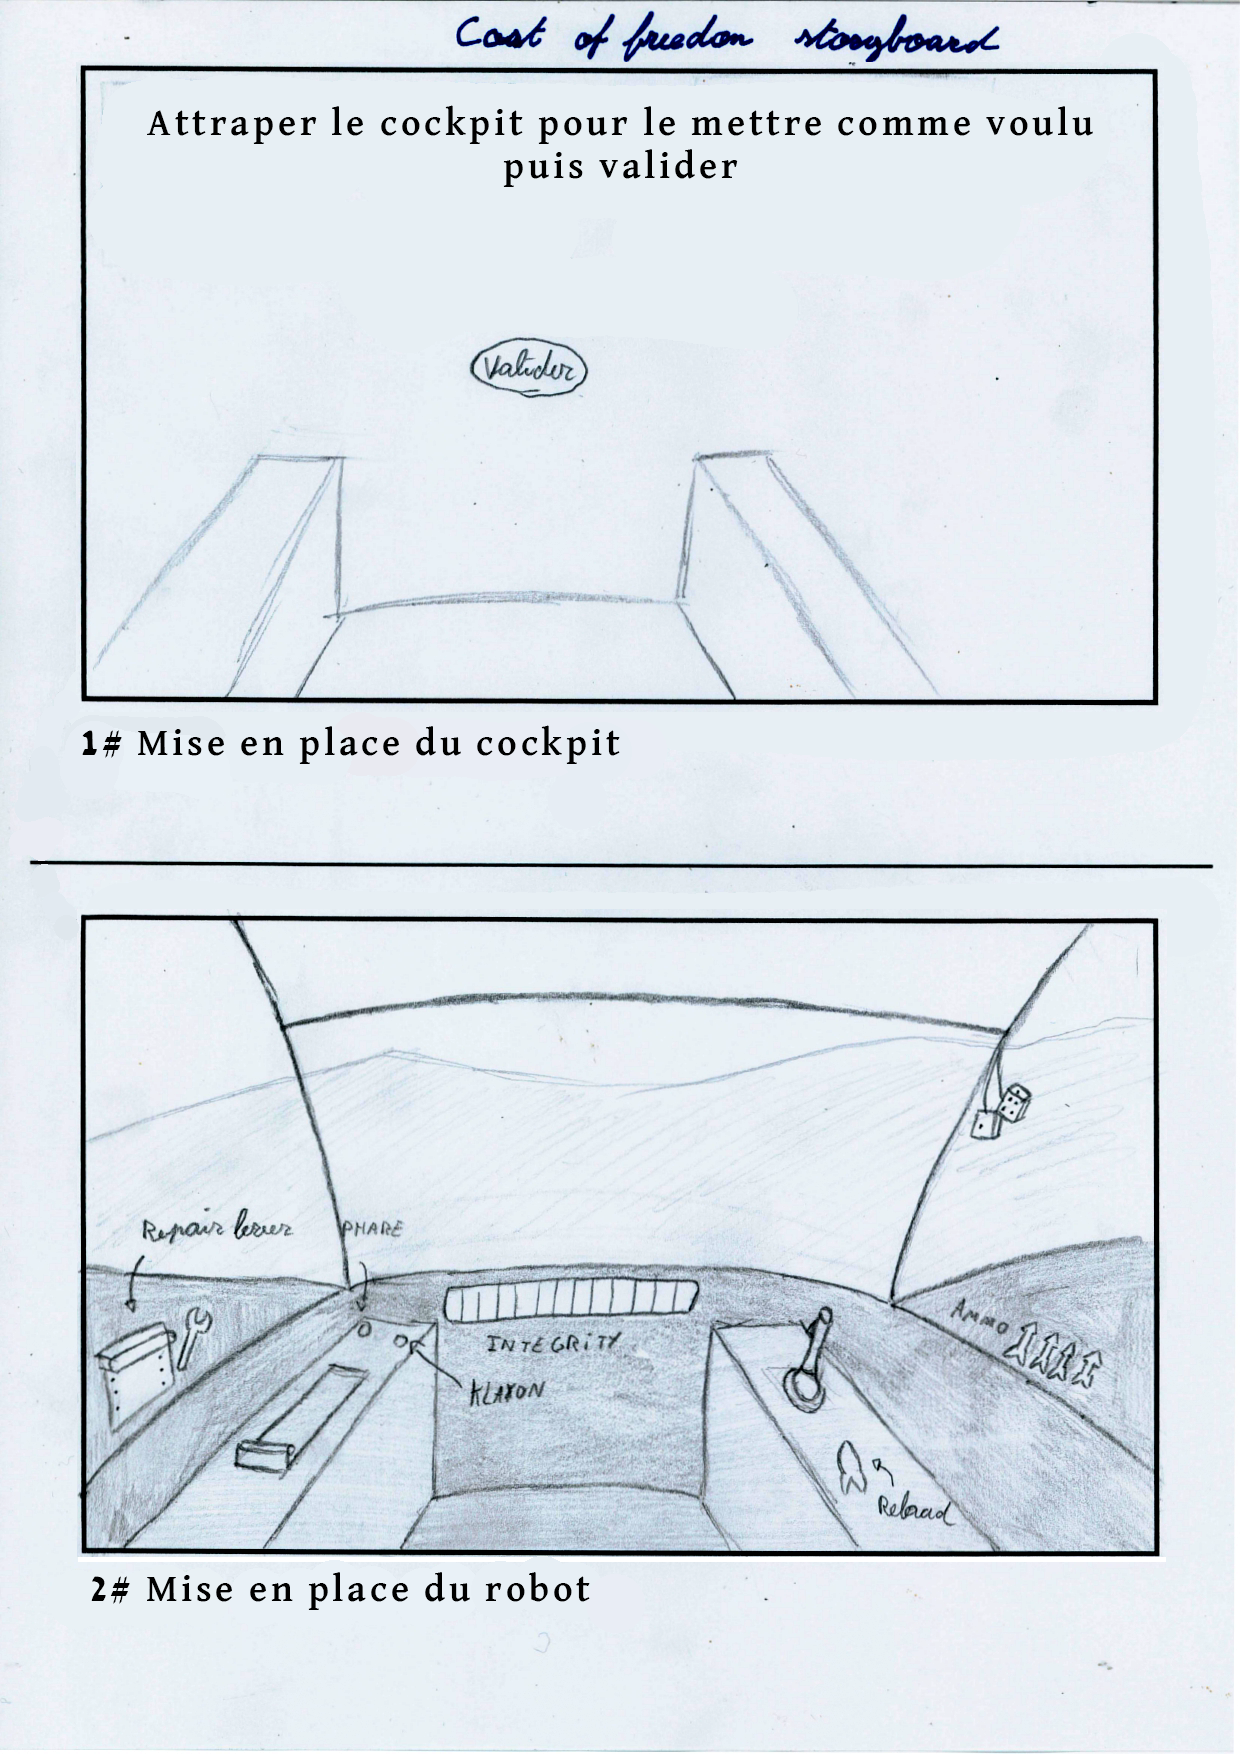 Cost of freedom storyboard
Attraper le cockpit pour le mettre comme voulu
puis valider
Valider
1# Mise en place du cockpit
Repair lever
PHARE
AMMO
INTEGRITY
KLAXON
Reload
2# Mise en place du robot